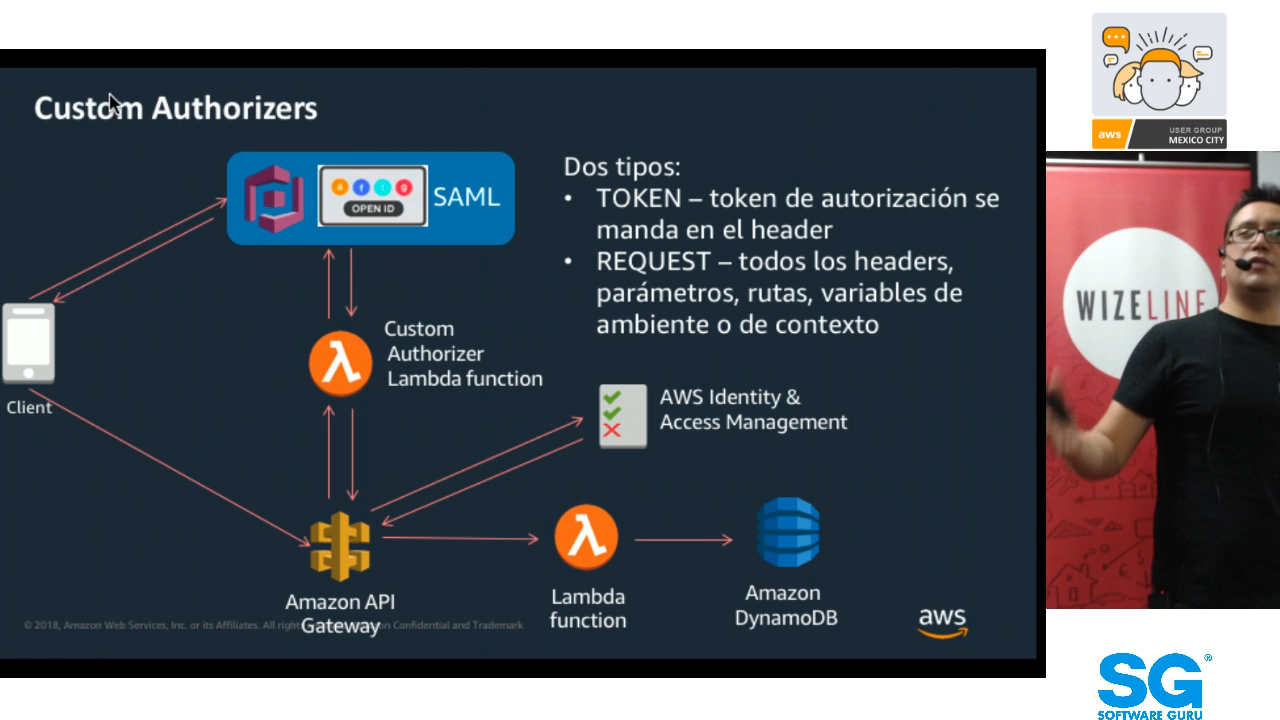 Custom Authorizers
OPEN ID
SAML
Dos tipos:
• TOKEN – token de autorización se
manda en el header
• REQUEST – todos los headers,
parámetros, rutas, variables de
ambiente o de contexto
Custom
Authorizer
Lambda function
Client
AWS Identity &
Access Management
Amazon API
Gateway
Lambda
function
Amazon
DynamoDB
© 2018, Amazon Web Services, Inc. or its Affiliates. All Confidential and Trademark
aws
aws
USER GROUP
MEXICO CITY
WIZELINE
SG®
SOFTWARE GURU